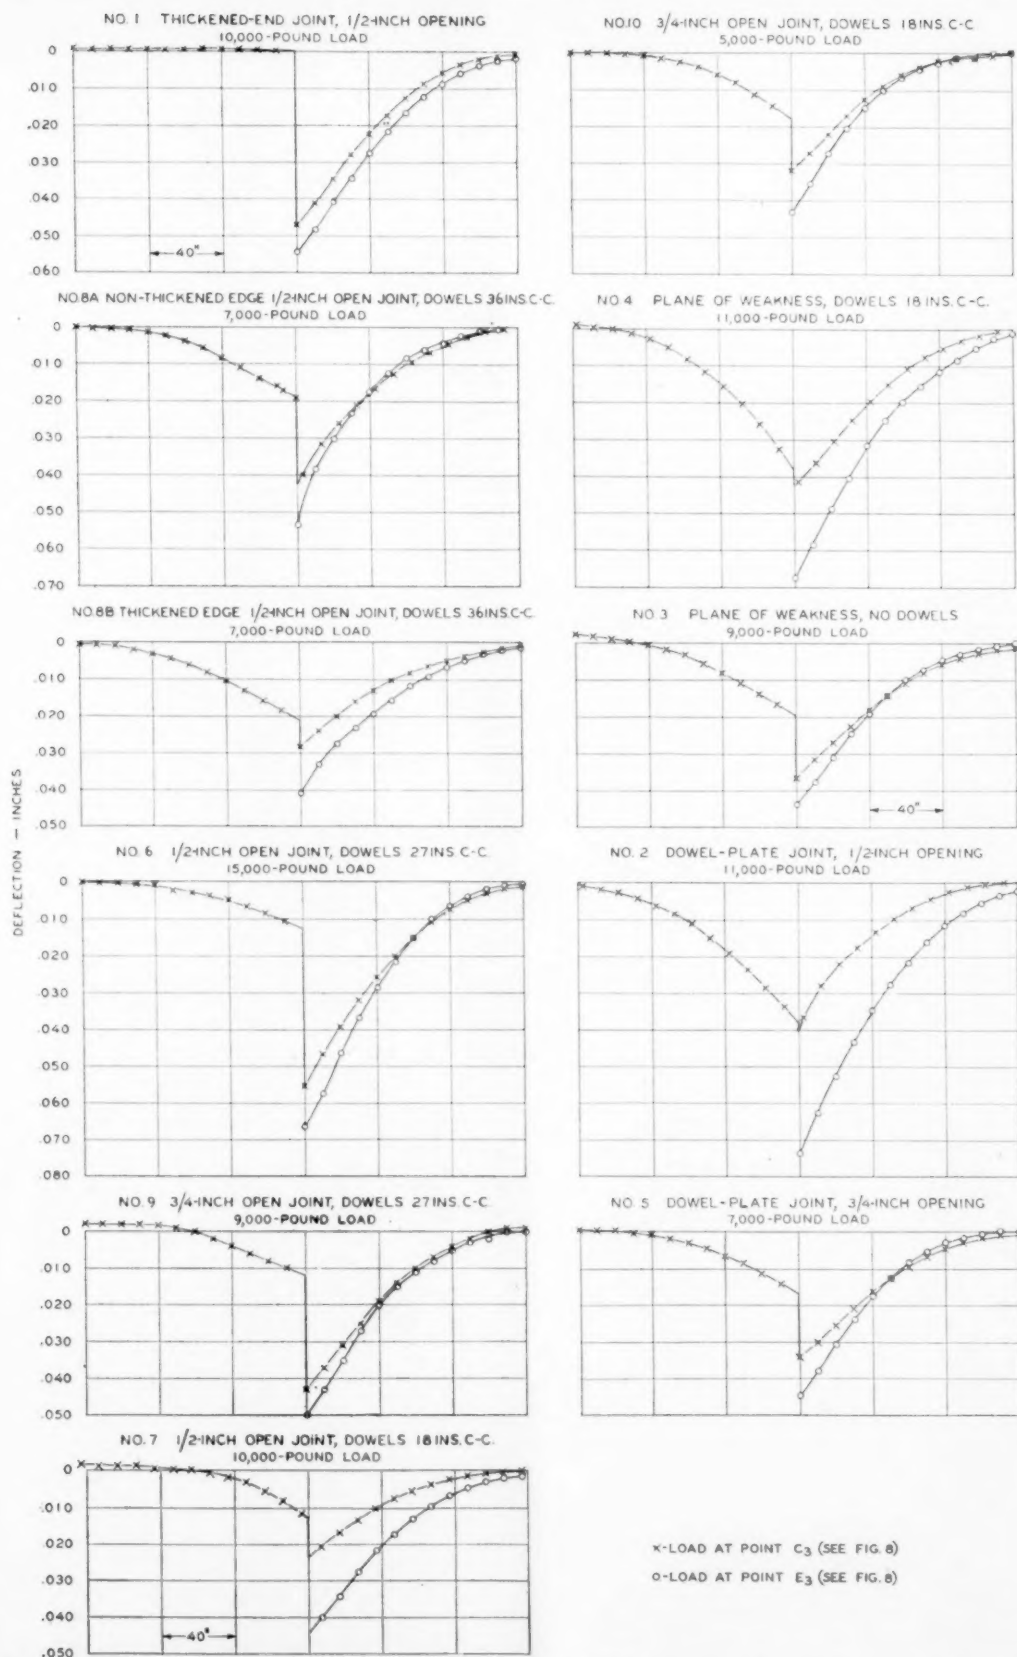 NO. 1 THICKENED-END JOINT, 1/2-INCH OPENING
10,000-POUND LOAD
0
.010
.020
.030
.040
.050
.060
40"
NO.10 3/4-INCH OPEN JOINT, DOWELS 18 INS. C-C
5,000-POUND LOAD
NO.8A NON-THICKENED EDGE 1/2-INCH OPEN JOINT, DOWELS 36 INS. C-C.
7,000-POUND LOAD
0
.010
.020
.030
.040
.050
.060
.070
NO. 4 PLANE OF WEAKNESS, DOWELS 18 INS. C-C.
11,000-POUND LOAD
NO.8B THICKENED EDGE 1/2-INCH OPEN JOINT, DOWELS 36 INS. C-C.
7,000-POUND LOAD
0
.010
.020
.030
.040
.050
NO. 3 PLANE OF WEAKNESS, NO DOWELS
9,000-POUND LOAD
40"
DEFLECTION — INCHES
NO. 6 1/2-INCH OPEN JOINT, DOWELS 27 INS. C-C.
15,000-POUND LOAD
0
.010
.020
.030
.040
.050
.060
.070
.080
NO. 2 DOWEL-PLATE JOINT, 1/2-INCH OPENING
11,000-POUND LOAD
NO. 9 3/4-INCH OPEN JOINT, DOWELS 27 INS. C-C.
9,000-POUND LOAD
0
.010
.020
.030
.040
.050
NO. 5 DOWEL-PLATE JOINT, 3/4-INCH OPENING
7,000-POUND LOAD
NO. 7 1/2-INCH OPEN JOINT, DOWELS 18 INS. C-C.
10,000-POUND LOAD
0
.010
.020
.030
.040
.050
40"
x-LOAD AT POINT C3 (SEE FIG. 8)
o-LOAD AT POINT E3 (SEE FIG. 8)